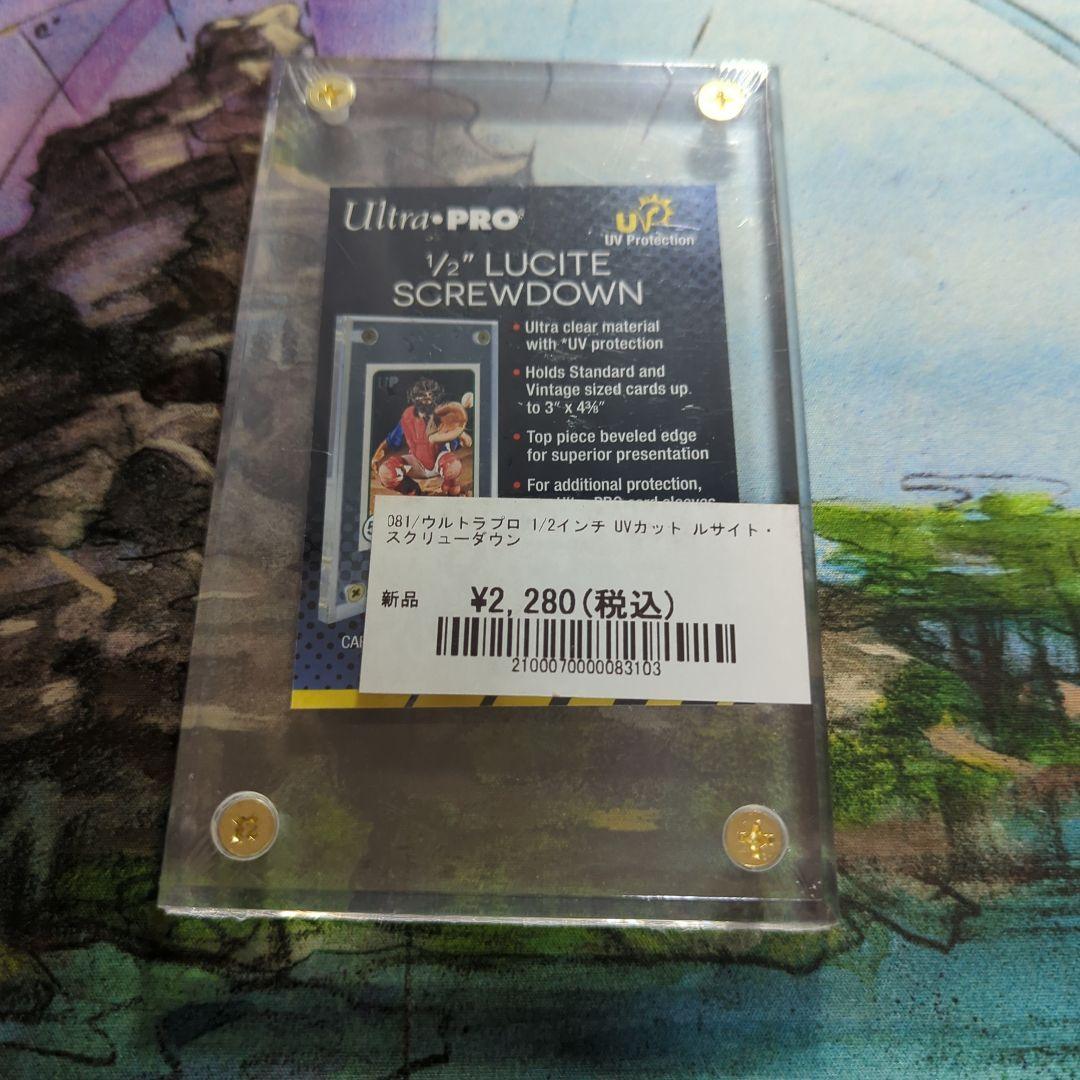 Ultra•PRO®
UV
UV Protection
1/2" LUCITE
SCREWDOWN
• Ultra clear material
with *UV protection
• Holds Standard and
Vintage sized cards up
to 3" x 4⅜"
• Top piece beveled edge
for superior presentation
• For additional protection,
UP
081/ウルトラプロ 1/2インチ UVカット ルサイト・
スクリューダウン
新品 ¥2,280(税込)
2100070000083103